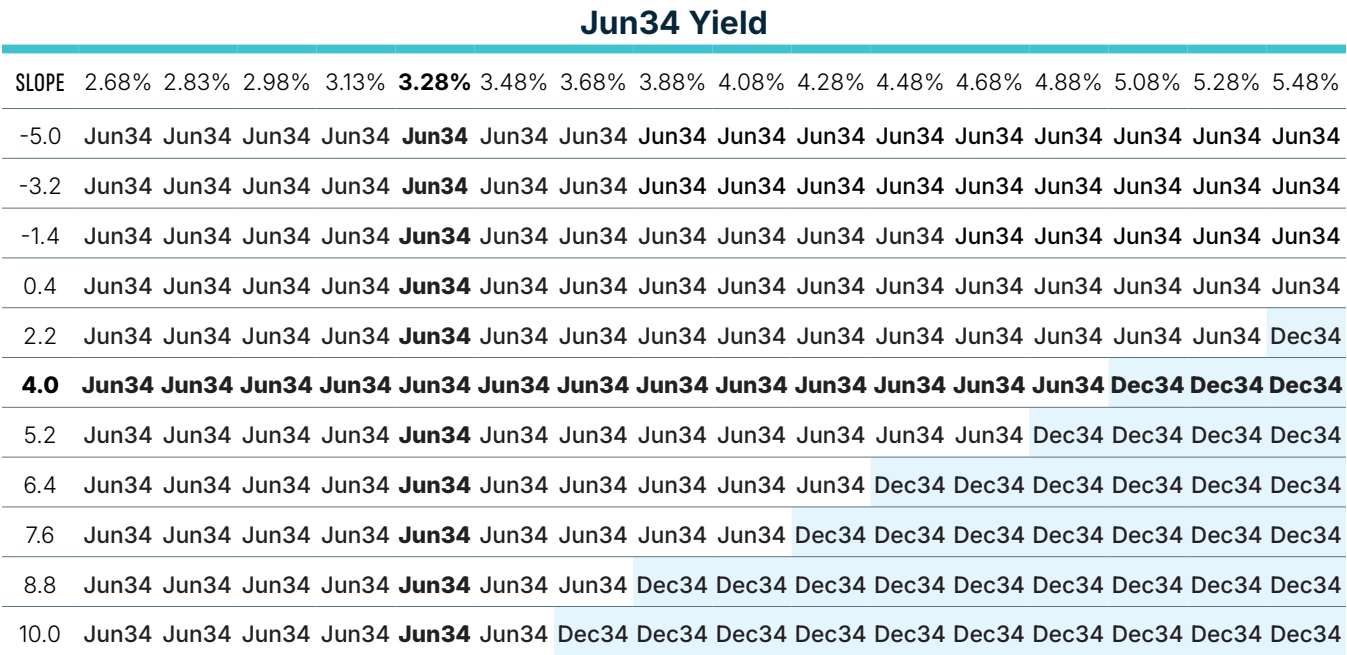 Jun34 Yield
SLOPE 2.68% 2.83% 2.98% 3.13% 3.28% 3.48% 3.68% 3.88% 4.08% 4.28% 4.48% 4.68% 4.88% 5.08% 5.28% 5.48%
-5.0 Jun34 Jun34 Jun34 Jun34 Jun34 Jun34 Jun34 Jun34 Jun34 Jun34 Jun34 Jun34 Jun34 Jun34 Jun34 Jun34
-3.2 Jun34 Jun34 Jun34 Jun34 Jun34 Jun34 Jun34 Jun34 Jun34 Jun34 Jun34 Jun34 Jun34 Jun34 Jun34 Jun34
-1.4 Jun34 Jun34 Jun34 Jun34 Jun34 Jun34 Jun34 Jun34 Jun34 Jun34 Jun34 Jun34 Jun34 Jun34 Jun34 Jun34
0.4 Jun34 Jun34 Jun34 Jun34 Jun34 Jun34 Jun34 Jun34 Jun34 Jun34 Jun34 Jun34 Jun34 Jun34 Jun34 Jun34
2.2 Jun34 Jun34 Jun34 Jun34 Jun34 Jun34 Jun34 Jun34 Jun34 Jun34 Jun34 Jun34 Jun34 Jun34 Jun34 Dec34
4.0 Jun34 Jun34 Jun34 Jun34 Jun34 Jun34 Jun34 Jun34 Jun34 Jun34 Jun34 Jun34 Jun34 Dec34 Dec34 Dec34
5.2 Jun34 Jun34 Jun34 Jun34 Jun34 Jun34 Jun34 Jun34 Jun34 Jun34 Jun34 Jun34 Dec34 Dec34 Dec34 Dec34
6.4 Jun34 Jun34 Jun34 Jun34 Jun34 Jun34 Jun34 Jun34 Jun34 Jun34 Dec34 Dec34 Dec34 Dec34 Dec34 Dec34
7.6 Jun34 Jun34 Jun34 Jun34 Jun34 Jun34 Jun34 Jun34 Jun34 Dec34 Dec34 Dec34 Dec34 Dec34 Dec34 Dec34
8.8 Jun34 Jun34 Jun34 Jun34 Jun34 Jun34 Jun34 Dec34 Dec34 Dec34 Dec34 Dec34 Dec34 Dec34 Dec34 Dec34
10.0 Jun34 Jun34 Jun34 Jun34 Jun34 Jun34 Dec34 Dec34 Dec34 Dec34 Dec34 Dec34 Dec34 Dec34 Dec34 Dec34